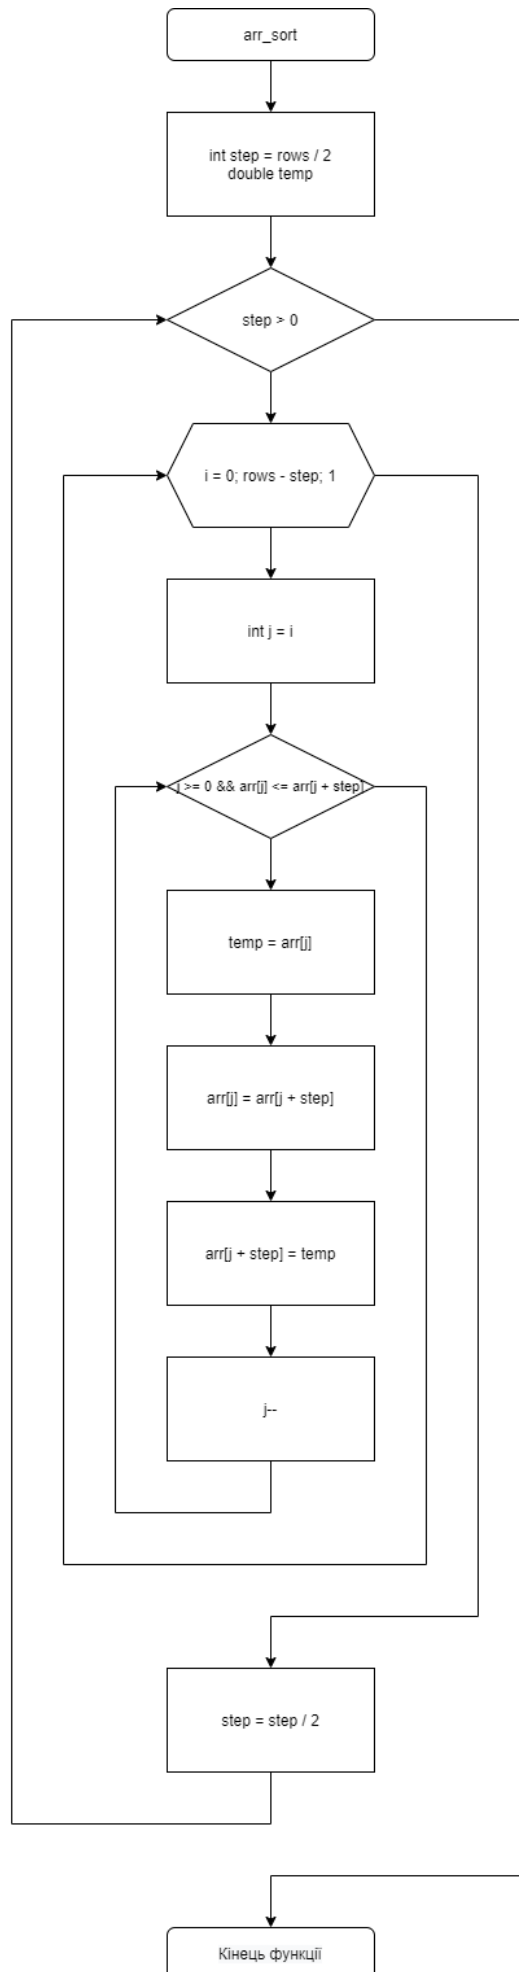 arr_sort
int step = rows / 2
double temp
step > 0
i = 0; rows - step; 1
int j = i
j >= 0 && arr[j] <= arr[j + step]
temp = arr[j]
arr[j] = arr[j + step]
arr[j + step] = temp
j--
step = step / 2
Кінець функції